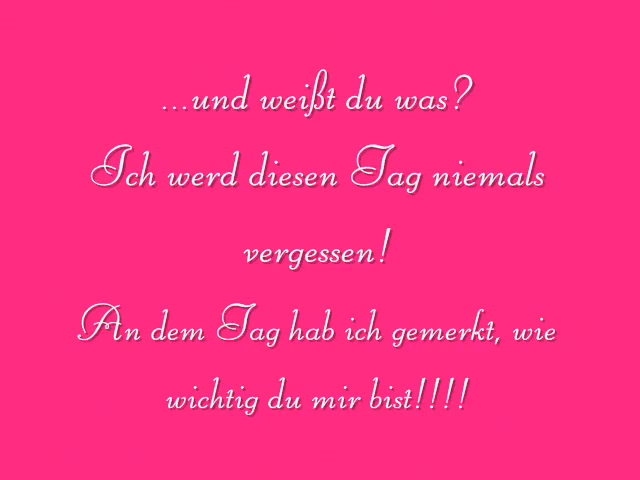 ...und weißt du was?
Ich werd diesen Tag niemals
vergessen!
An dem Tag hab ich gemerkt, wie
wichtig du mir bist!!!!